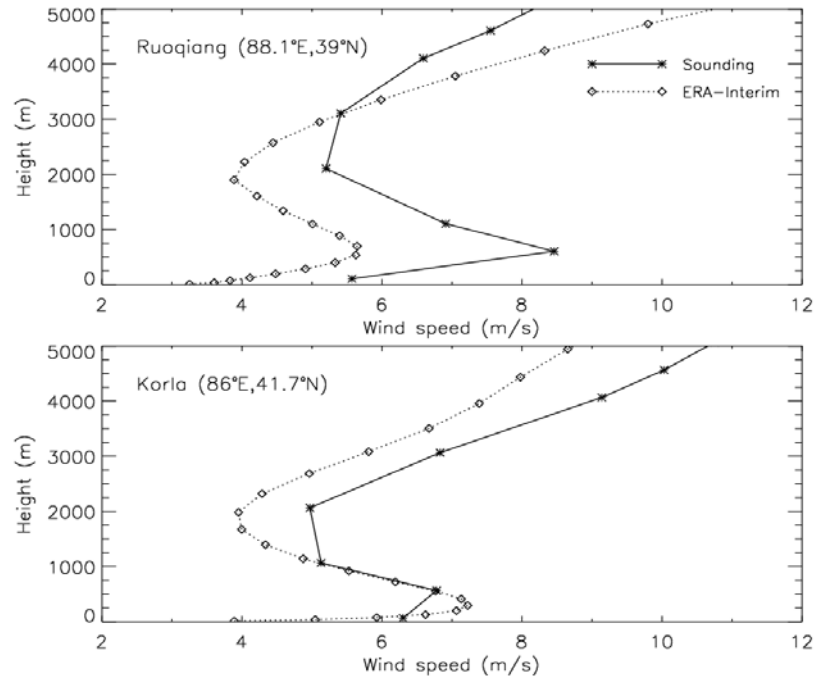 5000
Ruoqiang (88.1°E,39°N)
4000
Sounding
ERA-Interim
3000
Height (m)
2000
1000
0
2 4 6 8 10 12
Wind speed (m/s)
5000
Korla (86°E,41.7°N)
4000
3000
Height (m)
2000
1000
0
2 4 6 8 10 12
Wind speed (m/s)